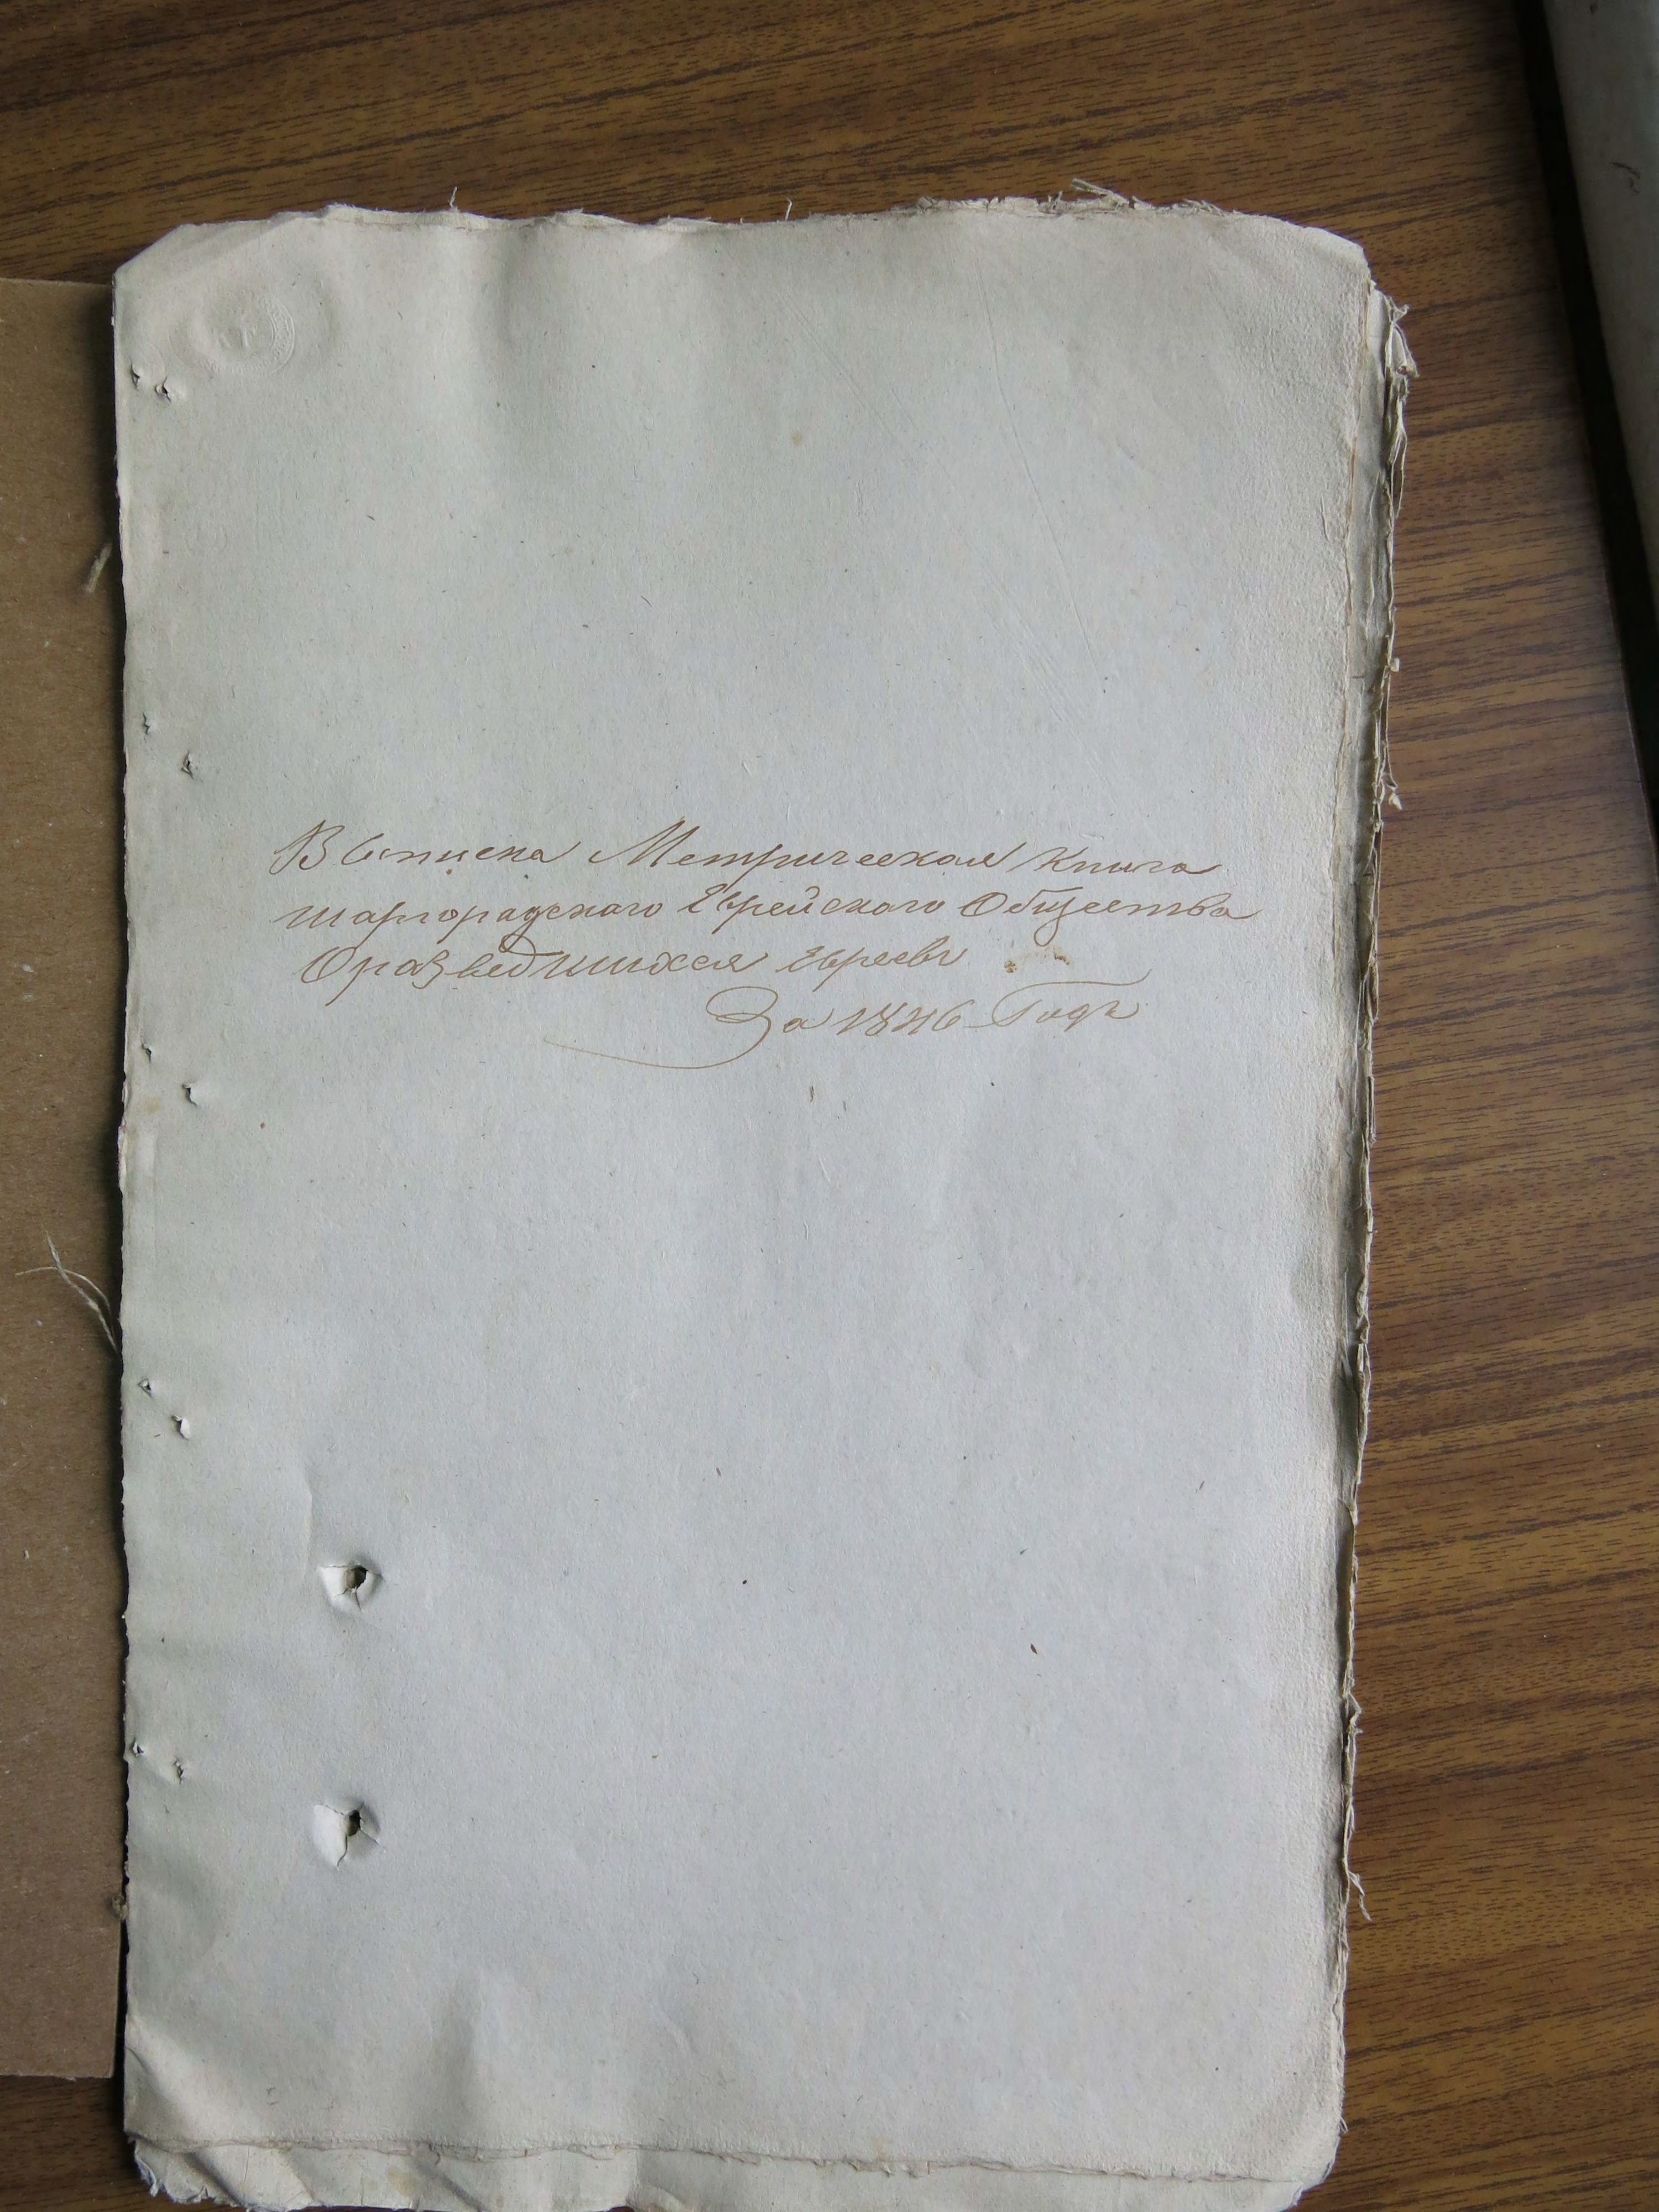 Выписка Метрическая Книга
шаргородского Еврейского Общества
О разведшихся Евреевъ
За 1846 Годъ